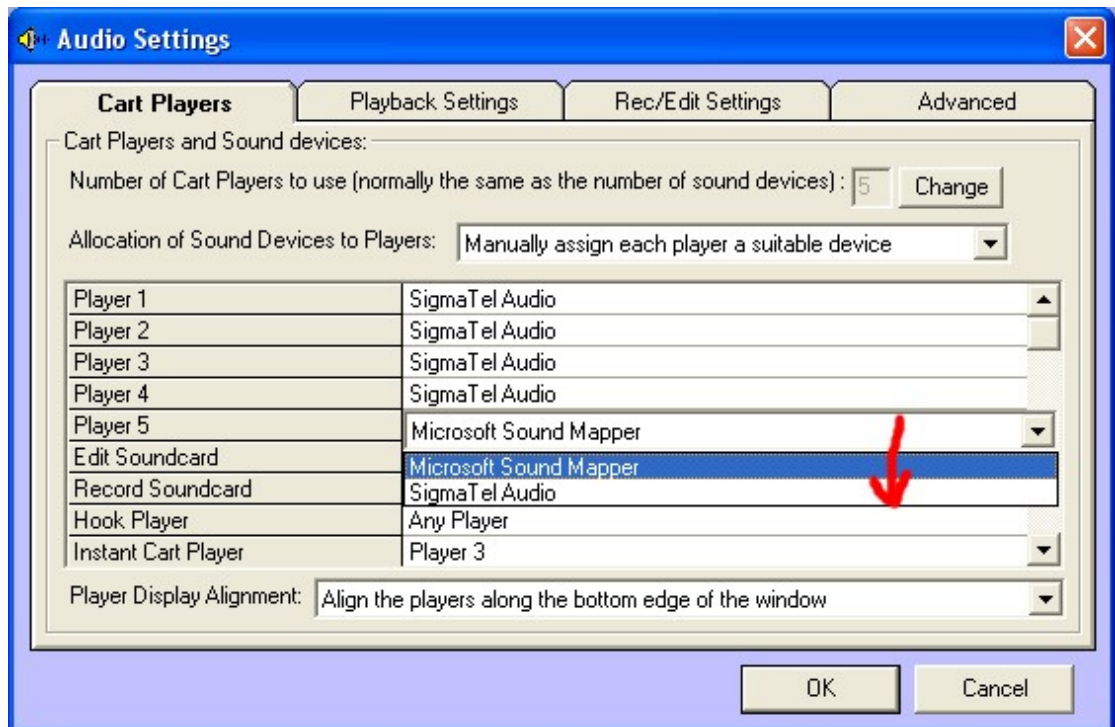 Audio Settings
Cart Players Playback Settings Rec/Edit Settings Advanced
Cart Players and Sound devices:
Number of Cart Players to use (normally the same as the number of sound devices) : 5 Change
Allocation of Sound Devices to Players: Manually assign each player a suitable device
Player 1 SigmaTel Audio
Player 2 SigmaTel Audio
Player 3 SigmaTel Audio
Player 4 SigmaTel Audio
Player 5 Microsoft Sound Mapper
Edit Soundcard Microsoft Sound Mapper
Record Soundcard SigmaTel Audio
Hook Player Any Player
Instant Cart Player Player 3
Player Display Alignment: Align the players along the bottom edge of the window
OK Cancel